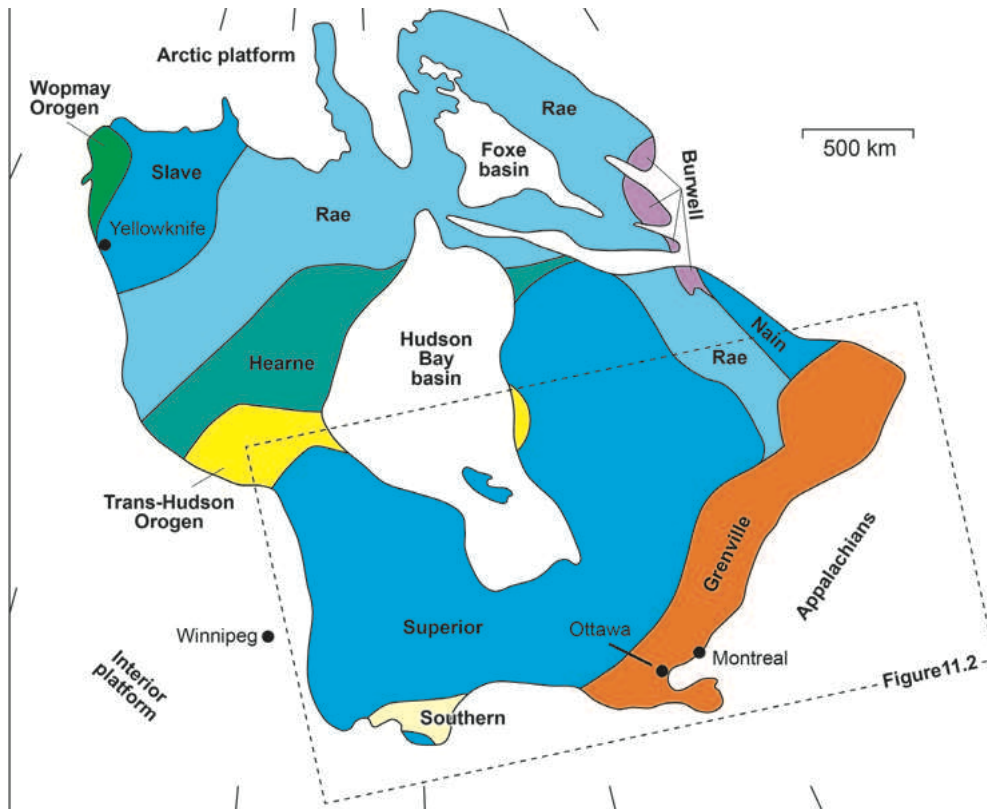 Arctic platform
Wopmay
Orogen
Rae
500 km
Foxe
basin
Burwell
Slave
Rae
Yellowknife
Nain
Hudson
Bay
basin
Rae
Hearne
Trans-Hudson
Orogen
Grenville
Appalachians
Superior
Ottawa
Winnipeg
Montreal
Interior
platform
Figure11.2
Southern